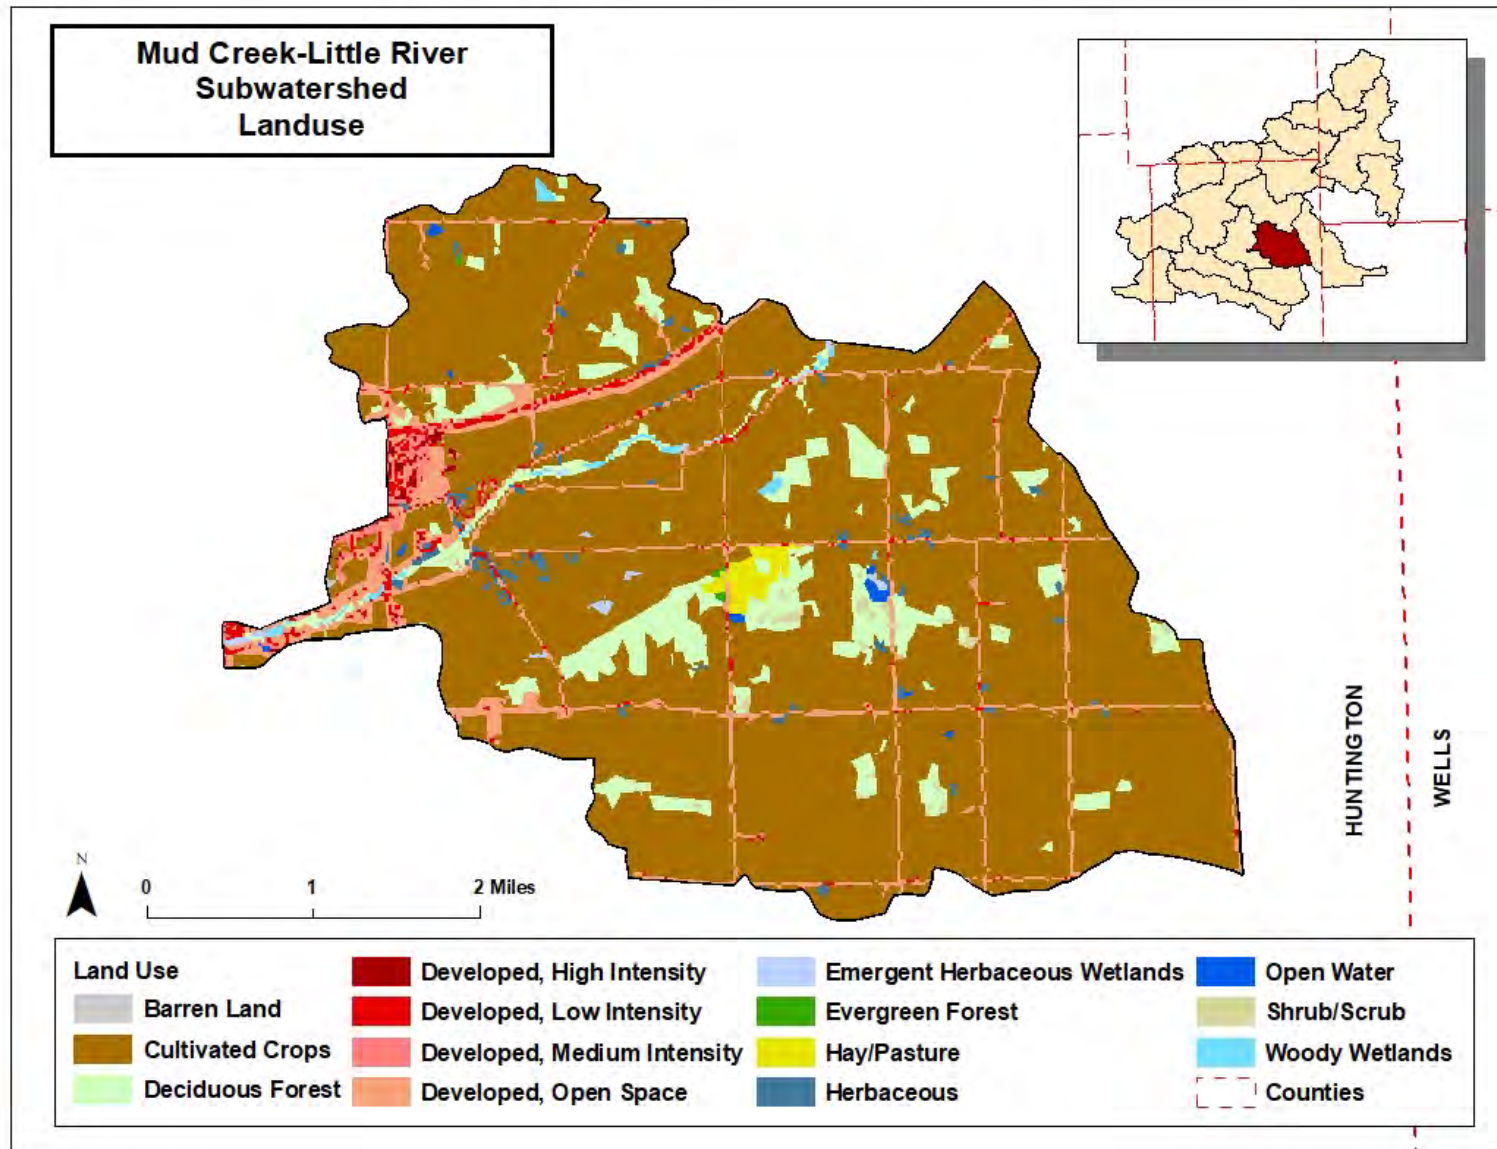 Mud Creek-Little River
Subwatershed
Landuse
HUNTINGTON
WELLS
N
0 1 2 Miles
Land Use
Barren Land
Cultivated Crops
Deciduous Forest
Developed, High Intensity
Developed, Low Intensity
Developed, Medium Intensity
Developed, Open Space
Emergent Herbaceous Wetlands
Evergreen Forest
Hay/Pasture
Herbaceous
Open Water
Shrub/Scrub
Woody Wetlands
Counties